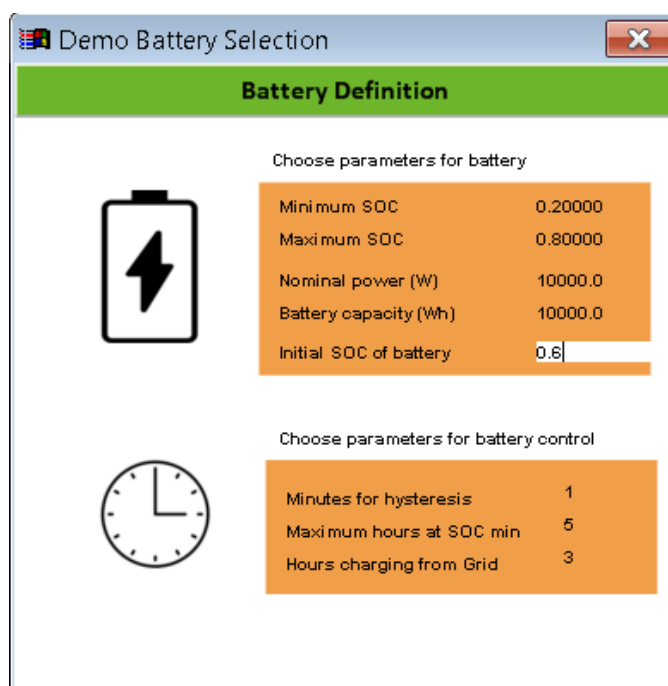 Demo Battery Selection
Battery Definition
Choose parameters for battery
Minimum SOC 0.20000
Maximum SOC 0.80000
Nominal power (W) 10000.0
Battery capacity (Wh) 10000.0
Initial SOC of battery 0.6
Choose parameters for battery control
Minutes for hysteresis 1
Maximum hours at SOC min 5
Hours charging from Grid 3